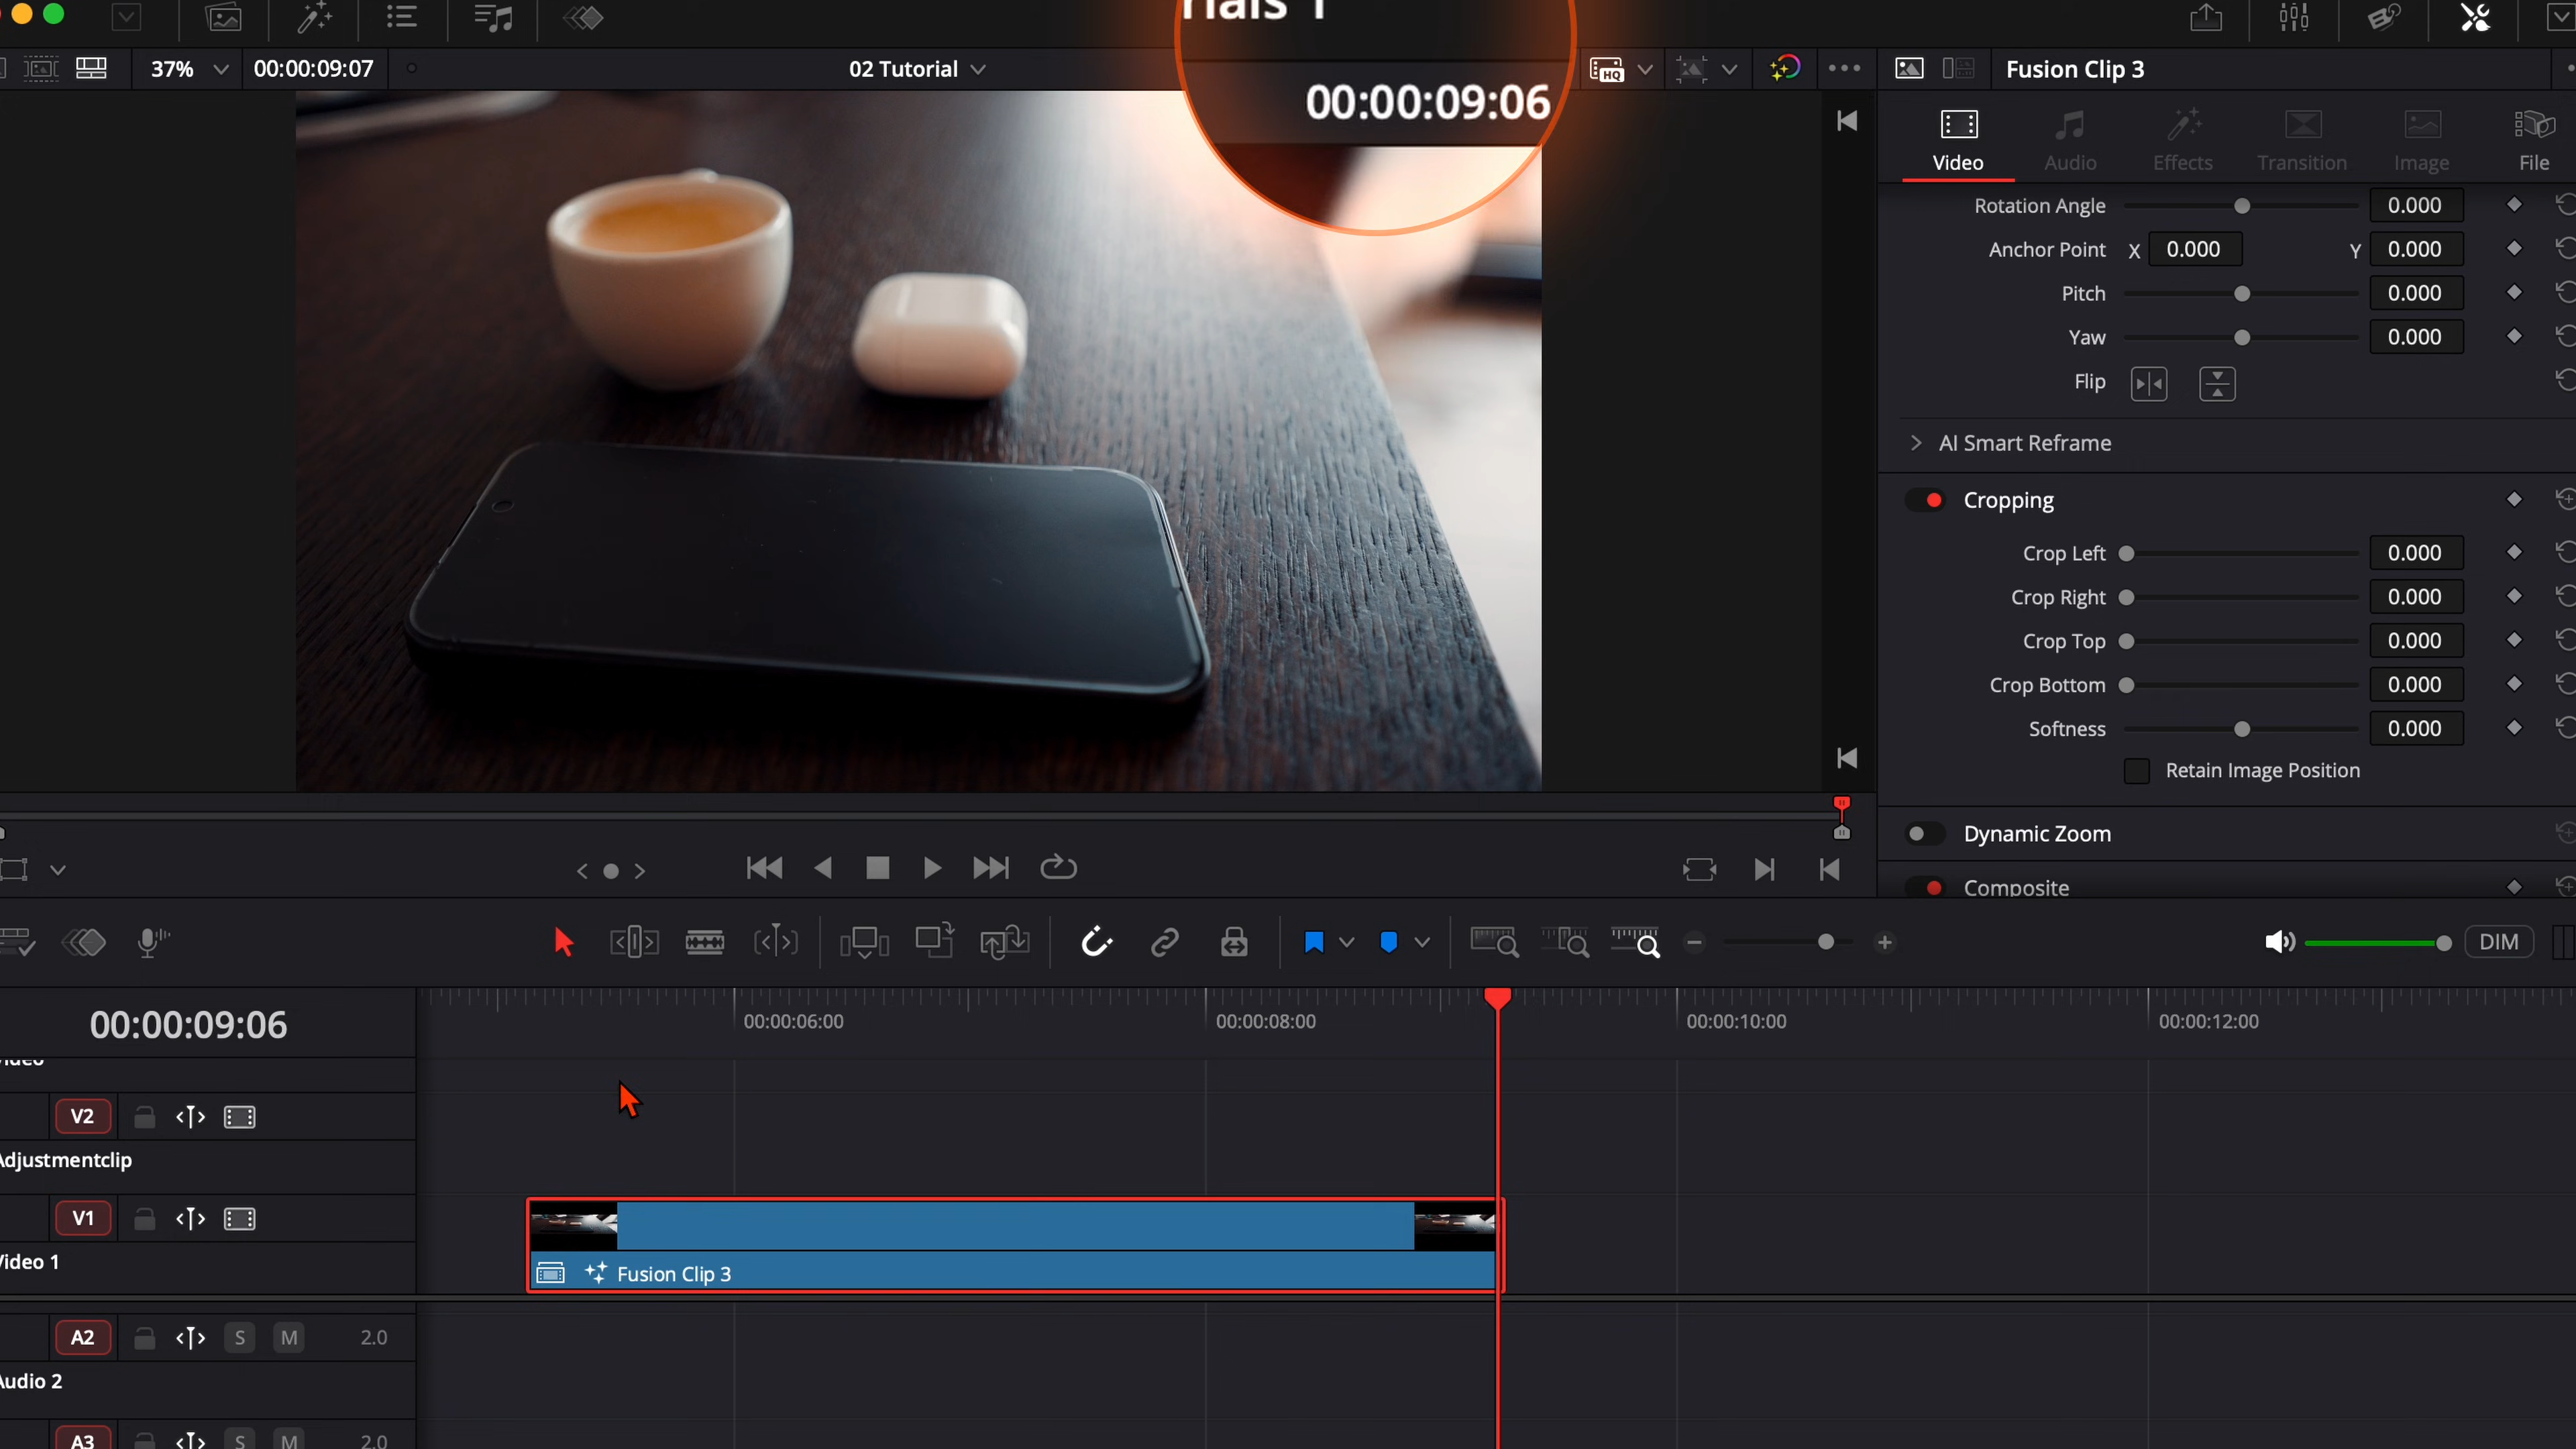 37%
00:00:09:07
02 Tutorial
00:00:09:06
HQ
Fusion Clip 3
Video
Audio
Effects
Transition
Image
File
Rotation Angle 0.000
Anchor Point X 0.000 Y 0.000
Pitch 0.000
Yaw 0.000
Flip
AI Smart Reframe
Cropping
Crop Left 0.000
Crop Right 0.000
Crop Top 0.000
Crop Bottom 0.000
Softness 0.000
Retain Image Position
Dynamic Zoom
Composite
DIM
00:00:09:06
00:00:06:00
00:00:08:00
00:00:10:00
00:00:12:00
V2
Adjustmentclip
V1
Video 1
Fusion Clip 3
A2 S M 2.0
Audio 2
A3 S M 2.0